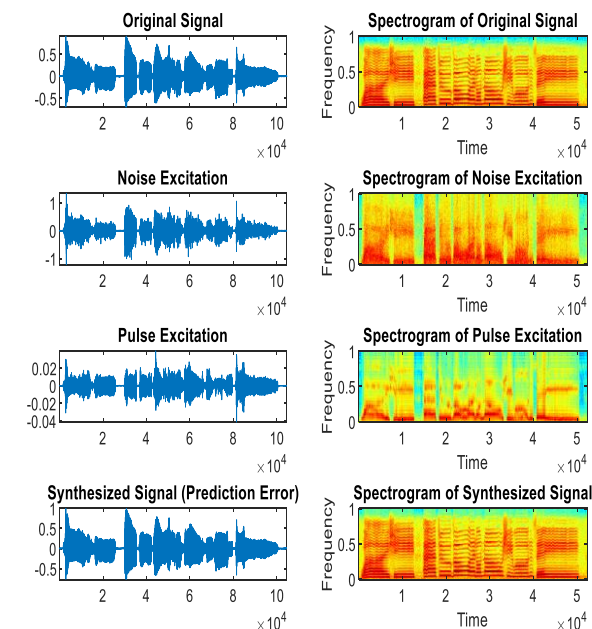 Original Signal
0.5
0
-0.5
2 4 6 8 10
×10^4
Spectrogram of Original Signal
Frequency
1
0.5
0
1 2 3 4 5
Time
×10^4
Noise Excitation
1
0
-1
2 4 6 8 10
×10^4
Spectrogram of Noise Excitation
Frequency
1
0.5
0
1 2 3 4 5
Time
×10^4
Pulse Excitation
0.02
0
-0.02
-0.04
2 4 6 8 10
×10^4
Spectrogram of Pulse Excitation
Frequency
1
0.5
0
1 2 3 4 5
Time
×10^4
Synthesized Signal (Prediction Error)
1
0.5
0
-0.5
2 4 6 8 10
×10^4
Spectrogram of Synthesized Signal
Frequency
1
0.5
0
1 2 3 4 5
Time
×10^4